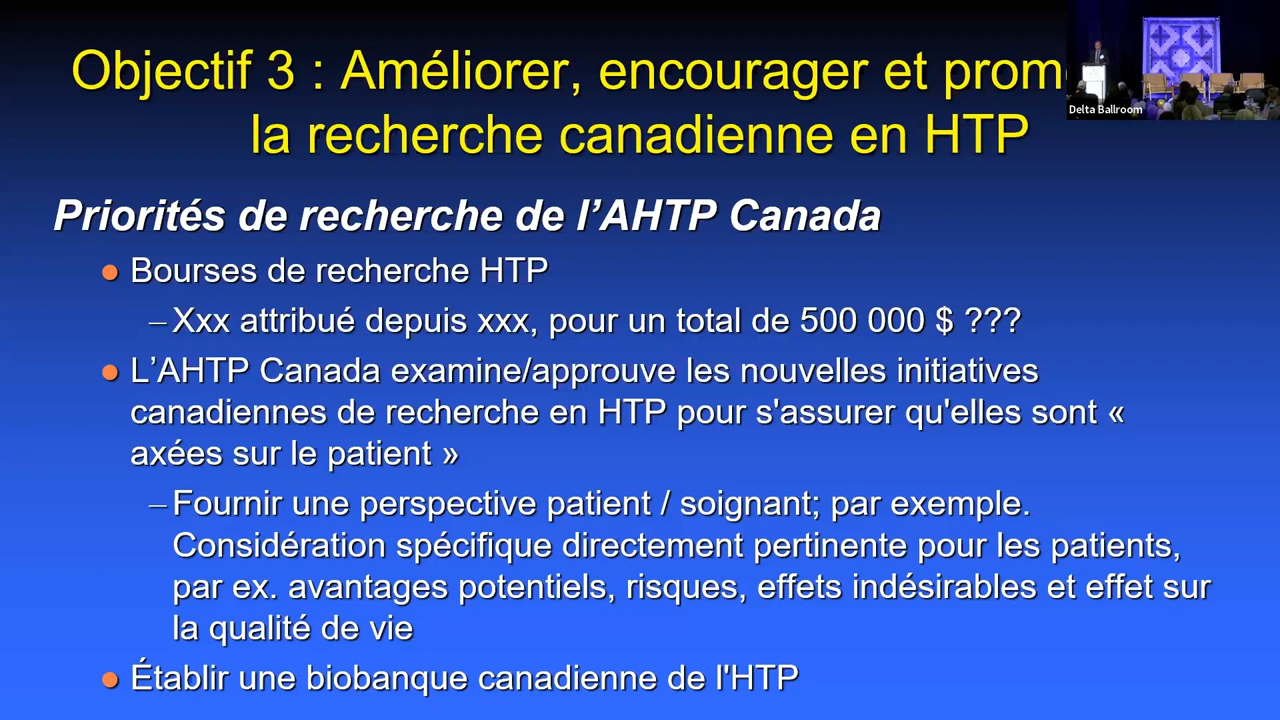 Objectif 3 : Améliorer, encourager et
la recherche canadienne en HTP
Delta Ballroom
Priorités de recherche de l’AHTP Canada
● Bourses de recherche HTP
–Xxx attribué depuis xxx, pour un total de 500 000 $ ???
● L’AHTP Canada examine/approuve les nouvelles initiatives
canadiennes de recherche en HTP pour s'assurer qu'elles sont «
axées sur le patient »
–Fournir une perspective patient / soignant; par exemple.
Considération spécifique directement pertinente pour les patients,
par ex. avantages potentiels, risques, effets indésirables et effet sur
la qualité de vie
● Établir une biobanque canadienne de l'HTP